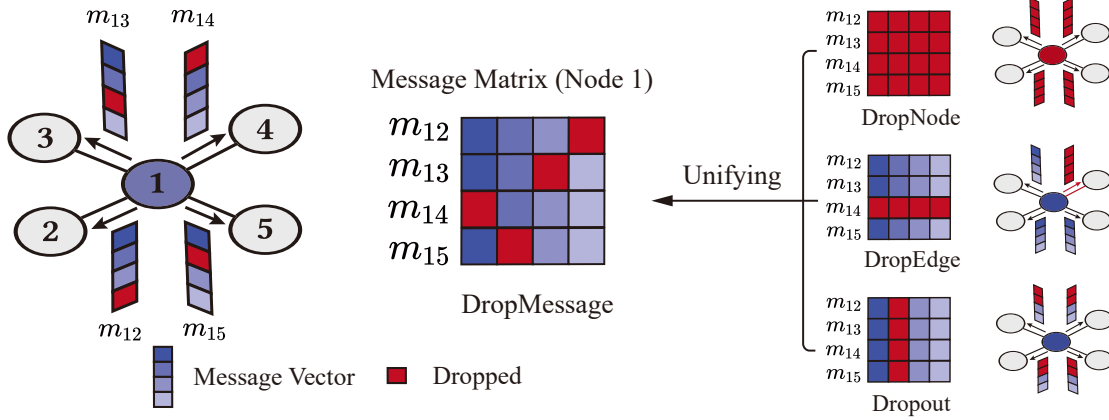 m13 m14
3 4
1
2 5
m12 m15
Message Vector Dropped
Message Matrix (Node 1)
m12
m13
m14
m15
DropMessage
Unifying
m12
m13
m14
m15
DropNode
m12
m13
m14
m15
DropEdge
m12
m13
m14
m15
Dropout